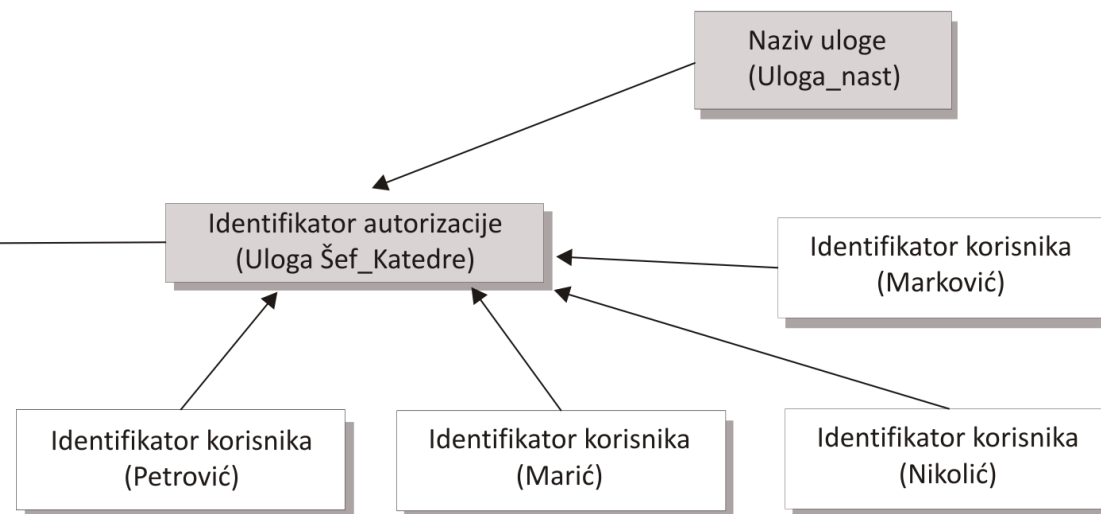 Naziv uloge
(Uloga_nast)
Identifikator autorizacije
(Uloga Šef_Katedre)
Identifikator korisnika
(Marković)
Identifikator korisnika
(Petrović)
Identifikator korisnika
(Marić)
Identifikator korisnika
(Nikolić)